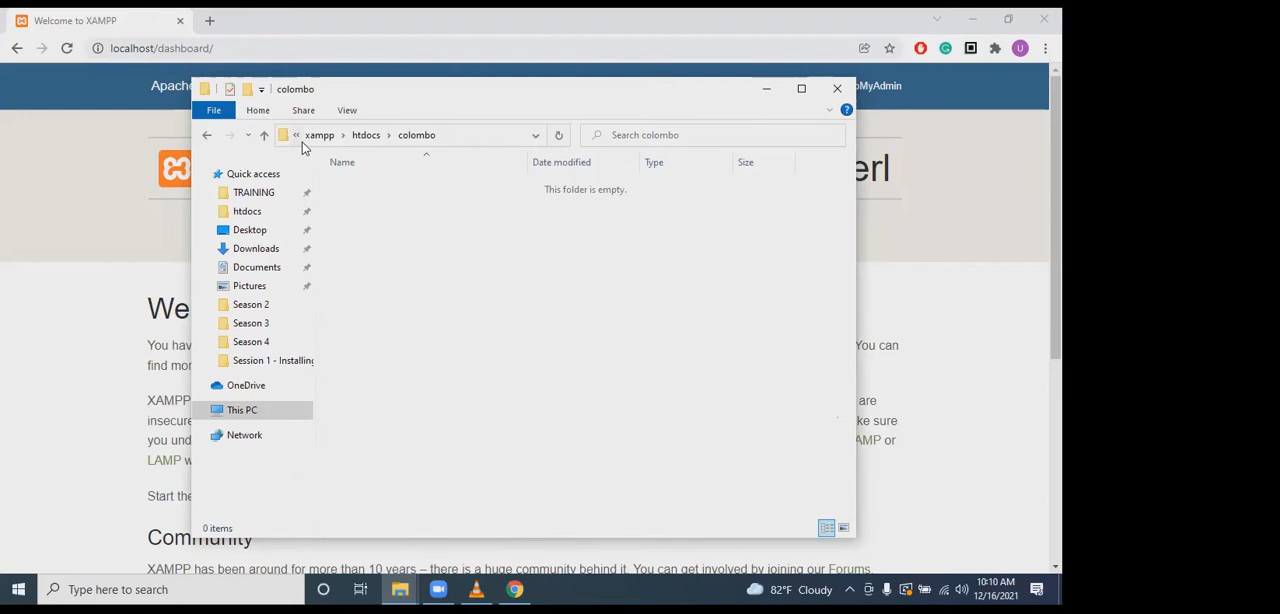 Welcome to XAMPP
localhost/dashboard/
U
Apache
pMyAdmin
erl
colombo
File Home Share View
« xampp › htdocs › colombo
Search colombo
Name Date modified Type Size
This folder is empty.
Quick access
TRAINING
htdocs
Desktop
Downloads
Documents
Pictures
Season 2
Season 3
Season 4
Session 1 - Installing
OneDrive
This PC
Network
0 items
We
You hav
You can
find mor
XAMPP
are
insecure
ke sure
you und
AMP or
LAMP w
Start the
Community
XAMPP has been around for more than 10 years – there is a huge community behind it. You can get involved by joining our Forums,
Type here to search
82°F Cloudy
10:10 AM
12/16/2021